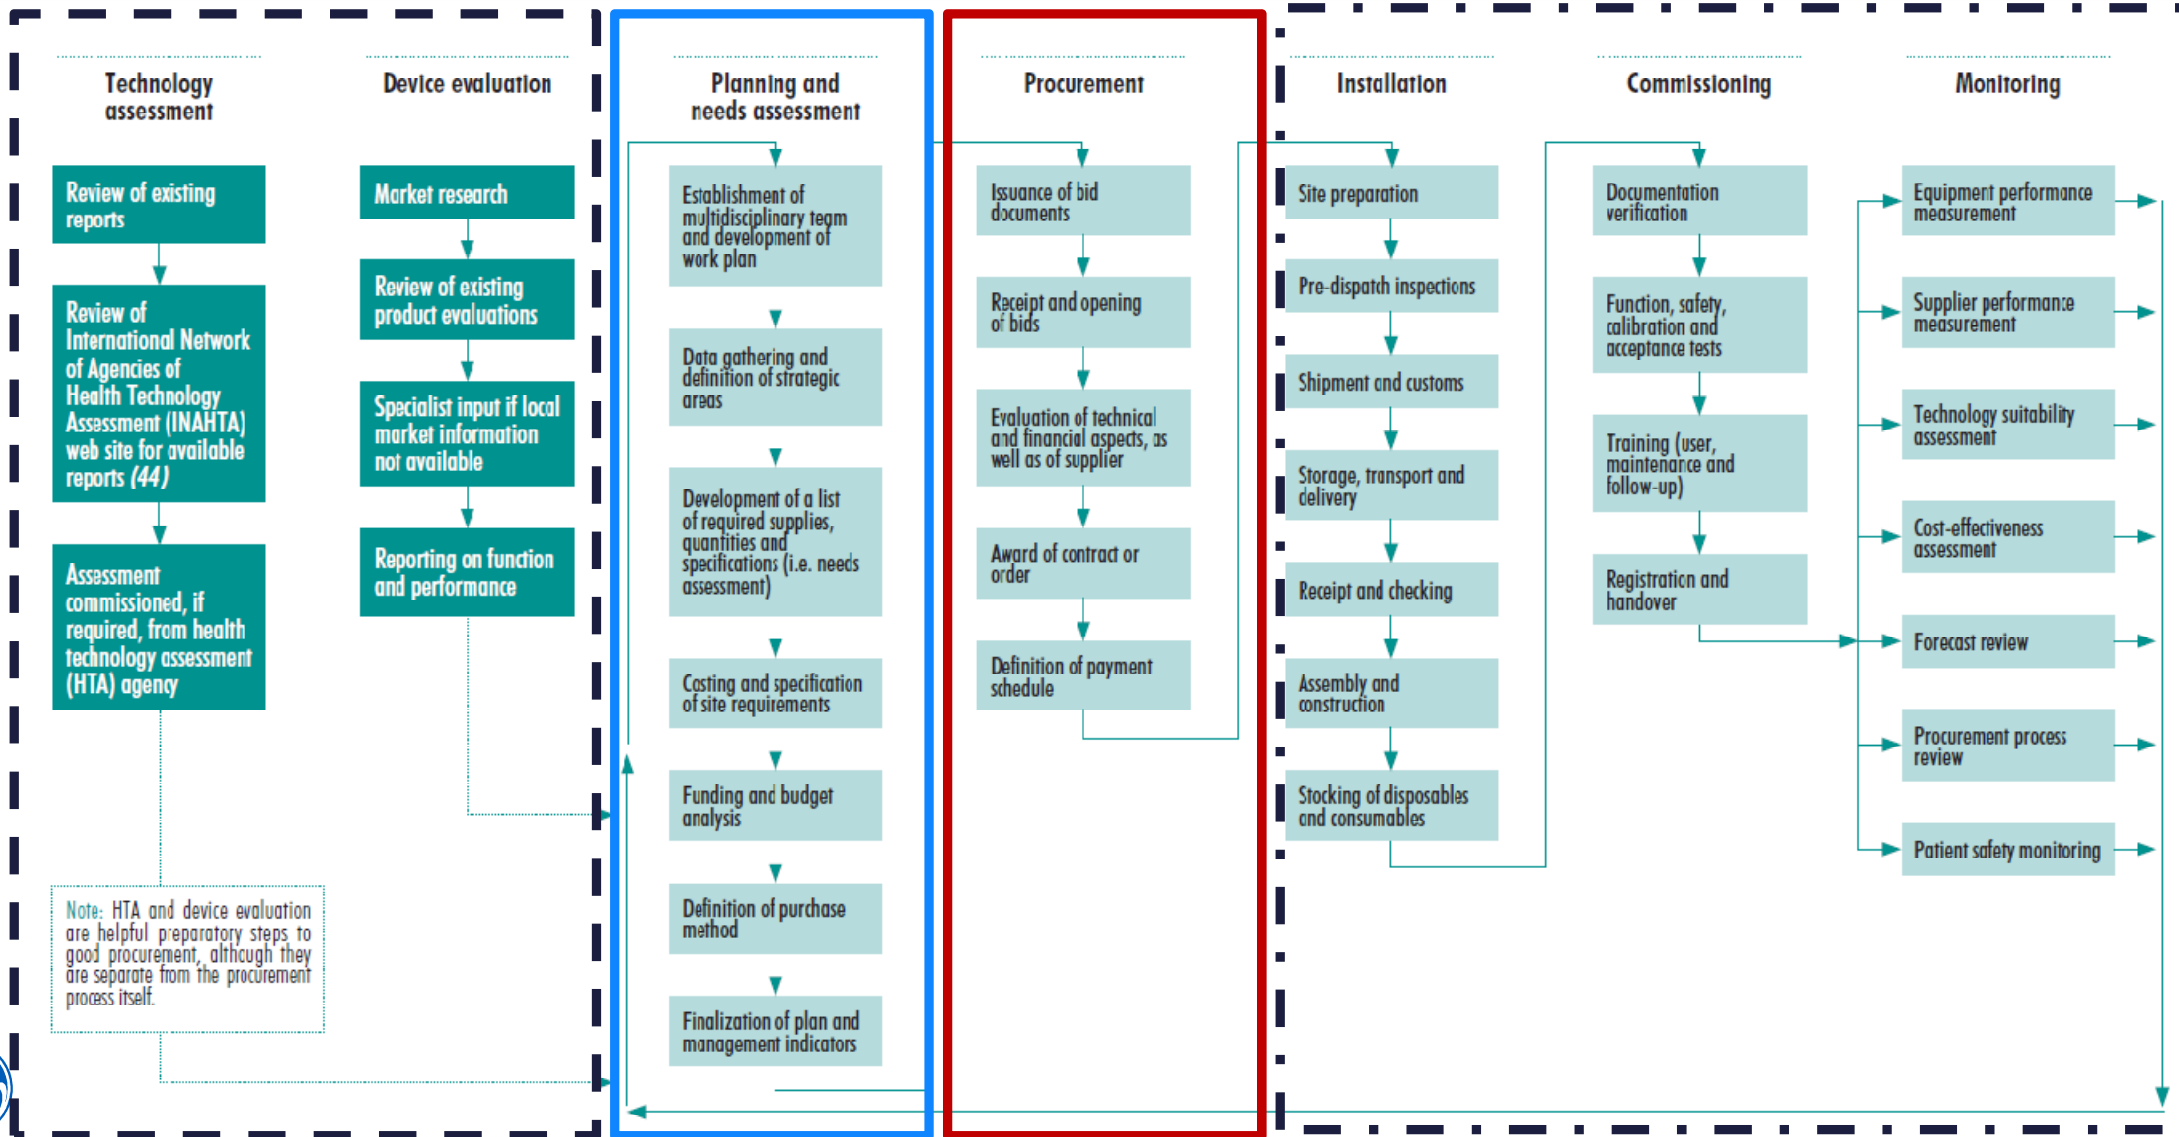 Technology
assessment
Review of existing
reports
Review of
International Network
of Agencies of
Health Technology
Assessment (INAHTA)
web site for available
reports (44)
Assessment
commissioned, if
required, from health
technology assessment
(HTA) agency
Note: HTA and device evaluation
are helpful preparatory steps to
good procurement, although they
are separate from the procurement
process itself.
Device evaluation
Market research
Review of existing
product evaluations
Specialist input if local
market information
not available
Reporting on function
and performance
Planning and
needs assessment
Establishment of
multidisciplinary team
and development of
work plan
Data gathering and
definition of strategic
areas
Development of a list
of required supplies,
quantities and
specifications (i.e. needs
assessment)
Costing and specification
of site requirements
Funding and budget
analysis
Definition of purchase
method
Finalization of plan and
management indicators
Procurement
Issuance of bid
documents
Receipt and opening
of bids
Evaluation of technical
and financial aspects, as
well as of supplier
Award of contract or
order
Definition of payment
schedule
Installation
Site preparation
Pre-dispatch inspections
Shipment and customs
Storage, transport and
delivery
Receipt and checking
Assembly and
construction
Stocking of disposables
and consumables
Commissioning
Documentation
verification
Function, safety,
calibration and
acceptance tests
Training (user,
maintenance and
follow-up)
Registration and
handover
Monitoring
Equipment performance
measurement
Supplier performance
measurement
Technology suitability
assessment
Cost-effectiveness
assessment
Forecast review
Procurement process
review
Patient safety monitoring